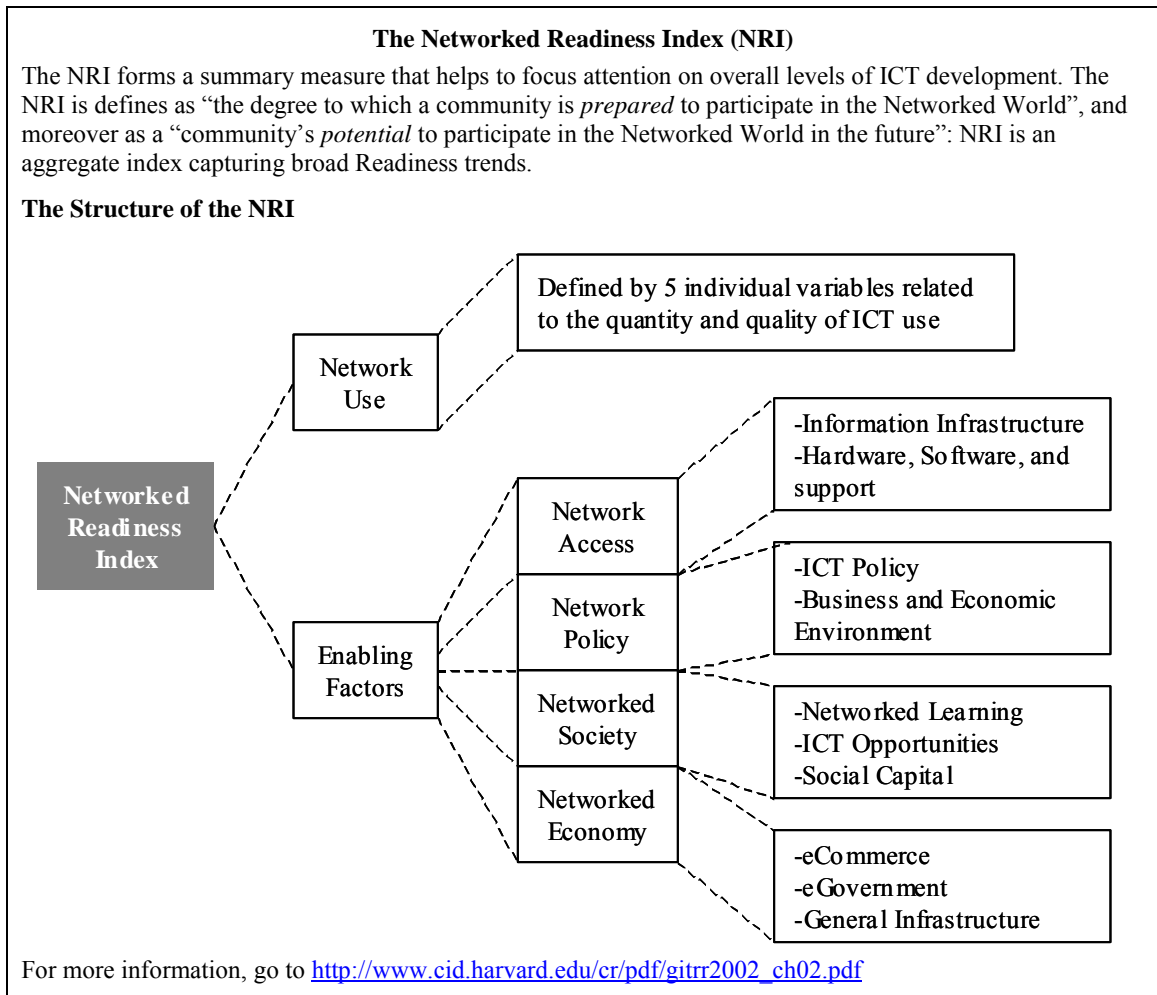 The Networked Readiness Index (NRI)
The NRI forms a summary measure that helps to focus attention on overall levels of ICT development. The
NRI is defines as “the degree to which a community is prepared to participate in the Networked World”, and
moreover as a “community’s potential to participate in the Networked World in the future”: NRI is an
aggregate index capturing broad Readiness trends.
The Structure of the NRI
Networked
Readiness
Index
Network
Use
Defined by 5 individual variables related
to the quantity and quality of ICT use
Enabling
Factors
Network
Access
-Information Infrastructure
-Hardware, Software, and
support
Network
Policy
-ICT Policy
-Business and Economic
Environment
Networked
Society
-Networked Learning
-ICT Opportunities
-Social Capital
Networked
Economy
-eCommerce
-eGovernment
-General Infrastructure
For more information, go to http://www.cid.harvard.edu/cr/pdf/gitrr2002_ch02.pdf